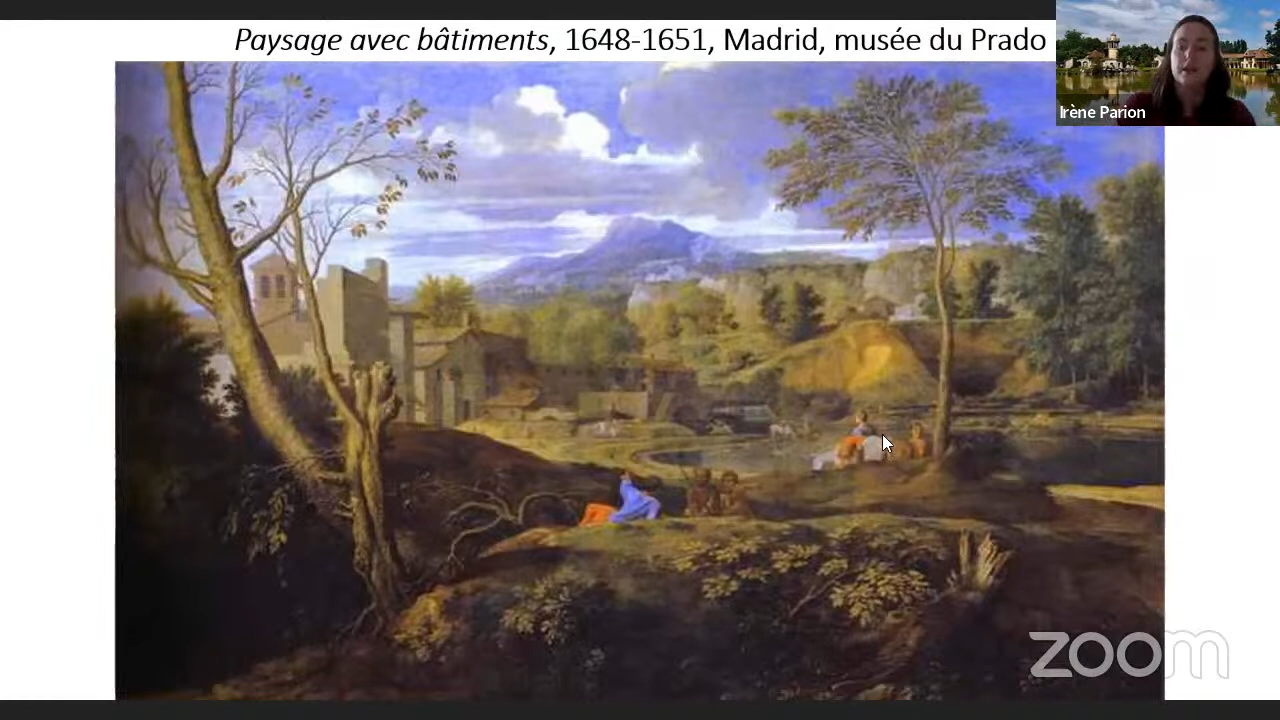 Paysage avec bâtiments, 1648-1651, Madrid, musée du Prado
Irène Parion
zoom